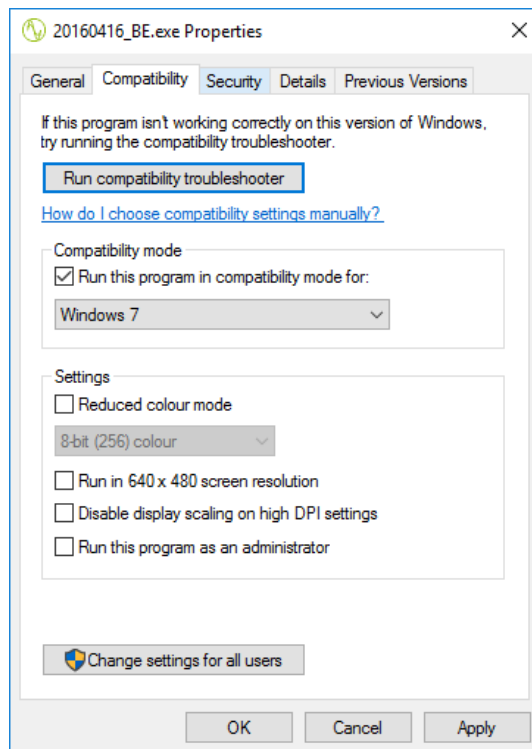 20160416_BE.exe Properties
General Compatibility Security Details Previous Versions
If this program isn't working correctly on this version of Windows,
try running the compatibility troubleshooter.
Run compatibility troubleshooter
How do I choose compatibility settings manually?
Compatibility mode
Run this program in compatibility mode for:
Windows 7
Settings
Reduced colour mode
8-bit (256) colour
Run in 640 x 480 screen resolution
Disable display scaling on high DPI settings
Run this program as an administrator
Change settings for all users
OK Cancel Apply